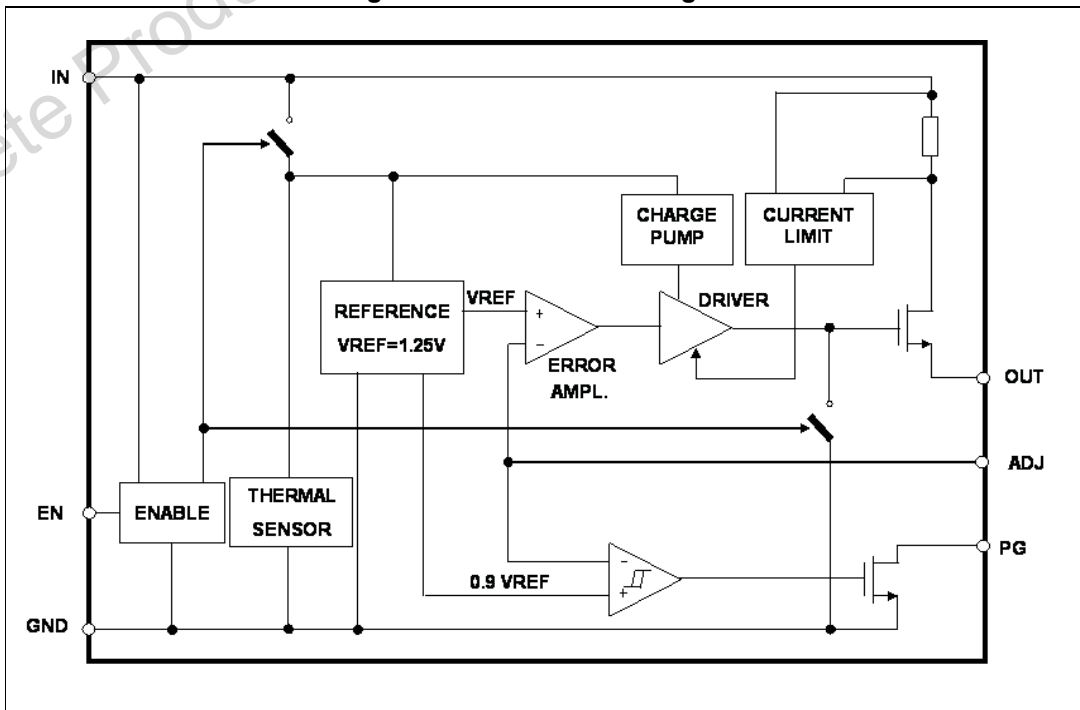 IN
CHARGE
PUMP
CURRENT
LIMIT
REFERENCE
VREF=1.25V
VREF
+
−
ERROR
AMPL.
DRIVER
OUT
ADJ
EN
ENABLE
THERMAL
SENSOR
0.9 VREF
-
+
PG
GND